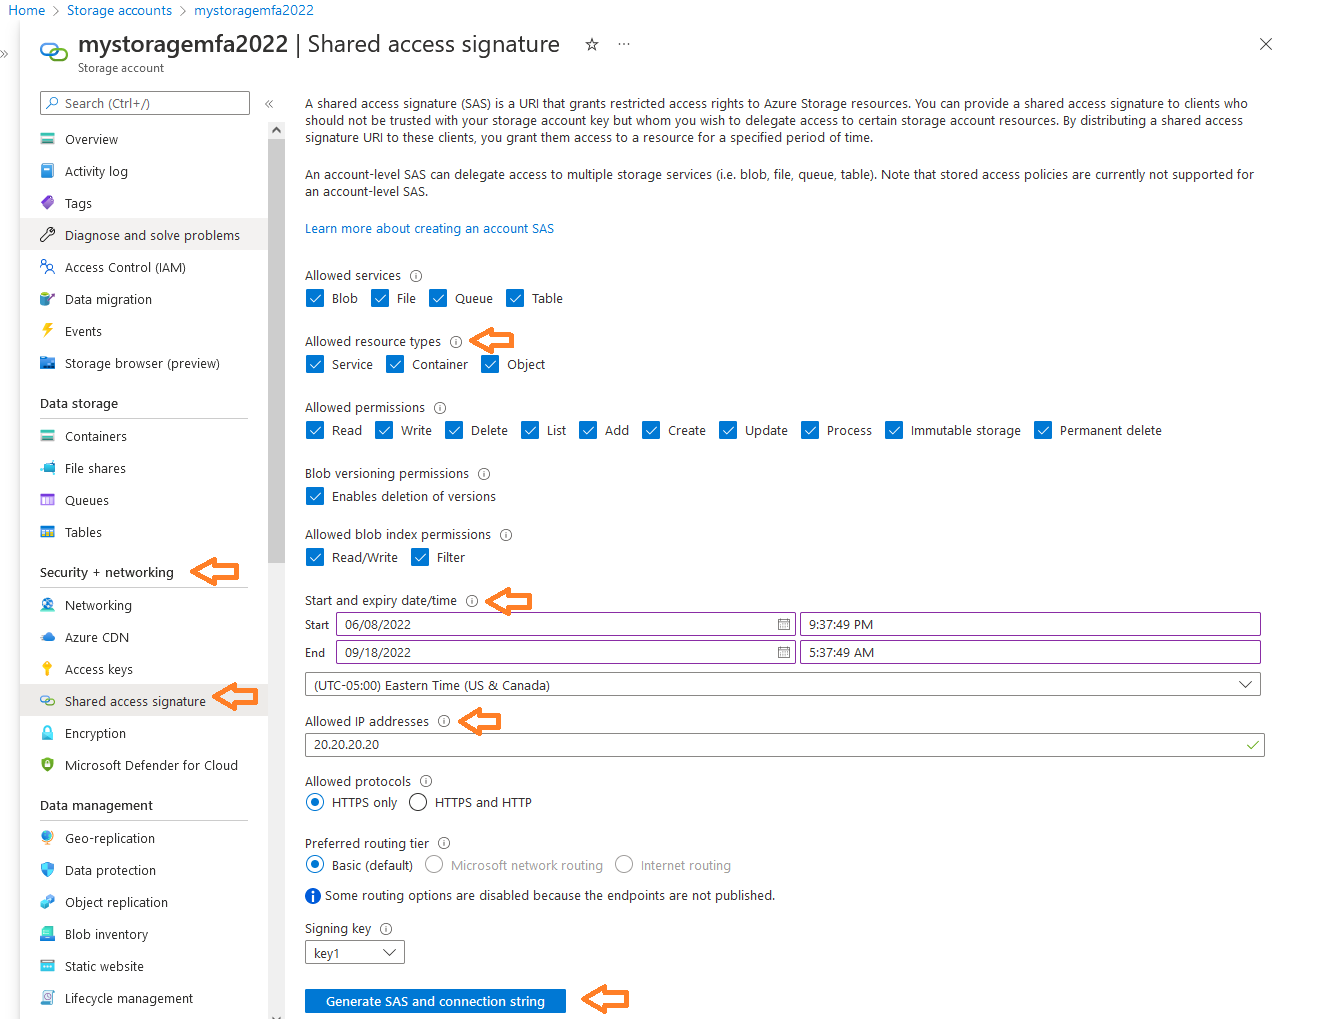 Home > Storage accounts > mystoragemfa2022
mystoragemfa2022 | Shared access signature
Storage account
Search (Ctrl+/)
Overview
Activity log
Tags
Diagnose and solve problems
Access Control (IAM)
Data migration
Events
Storage browser (preview)
Data storage
Containers
File shares
Queues
Tables
Security + networking
Networking
Azure CDN
Access keys
Shared access signature
Encryption
Microsoft Defender for Cloud
Data management
Geo-replication
Data protection
Object replication
Blob inventory
Static website
Lifecycle management
A shared access signature (SAS) is a URI that grants restricted access rights to Azure Storage resources. You can provide a shared access signature to clients who
should not be trusted with your storage account key but whom you wish to delegate access to certain storage account resources. By distributing a shared access
signature URI to these clients, you grant them access to a resource for a specified period of time.
An account-level SAS can delegate access to multiple storage services (i.e. blob, file, queue, table). Note that stored access policies are currently not supported for
an account-level SAS.
Learn more about creating an account SAS
Allowed services
Blob File Queue Table
Allowed resource types
Service Container Object
Allowed permissions
Read Write Delete List Add Create Update Process Immutable storage Permanent delete
Blob versioning permissions
Enables deletion of versions
Allowed blob index permissions
Read/Write Filter
Start and expiry date/time
Start 06/08/2022 9:37:49 PM
End 09/18/2022 5:37:49 AM
(UTC-05:00) Eastern Time (US & Canada)
Allowed IP addresses
20.20.20.20
Allowed protocols
HTTPS only HTTPS and HTTP
Preferred routing tier
Basic (default) Microsoft network routing Internet routing
Some routing options are disabled because the endpoints are not published.
Signing key
key1
Generate SAS and connection string